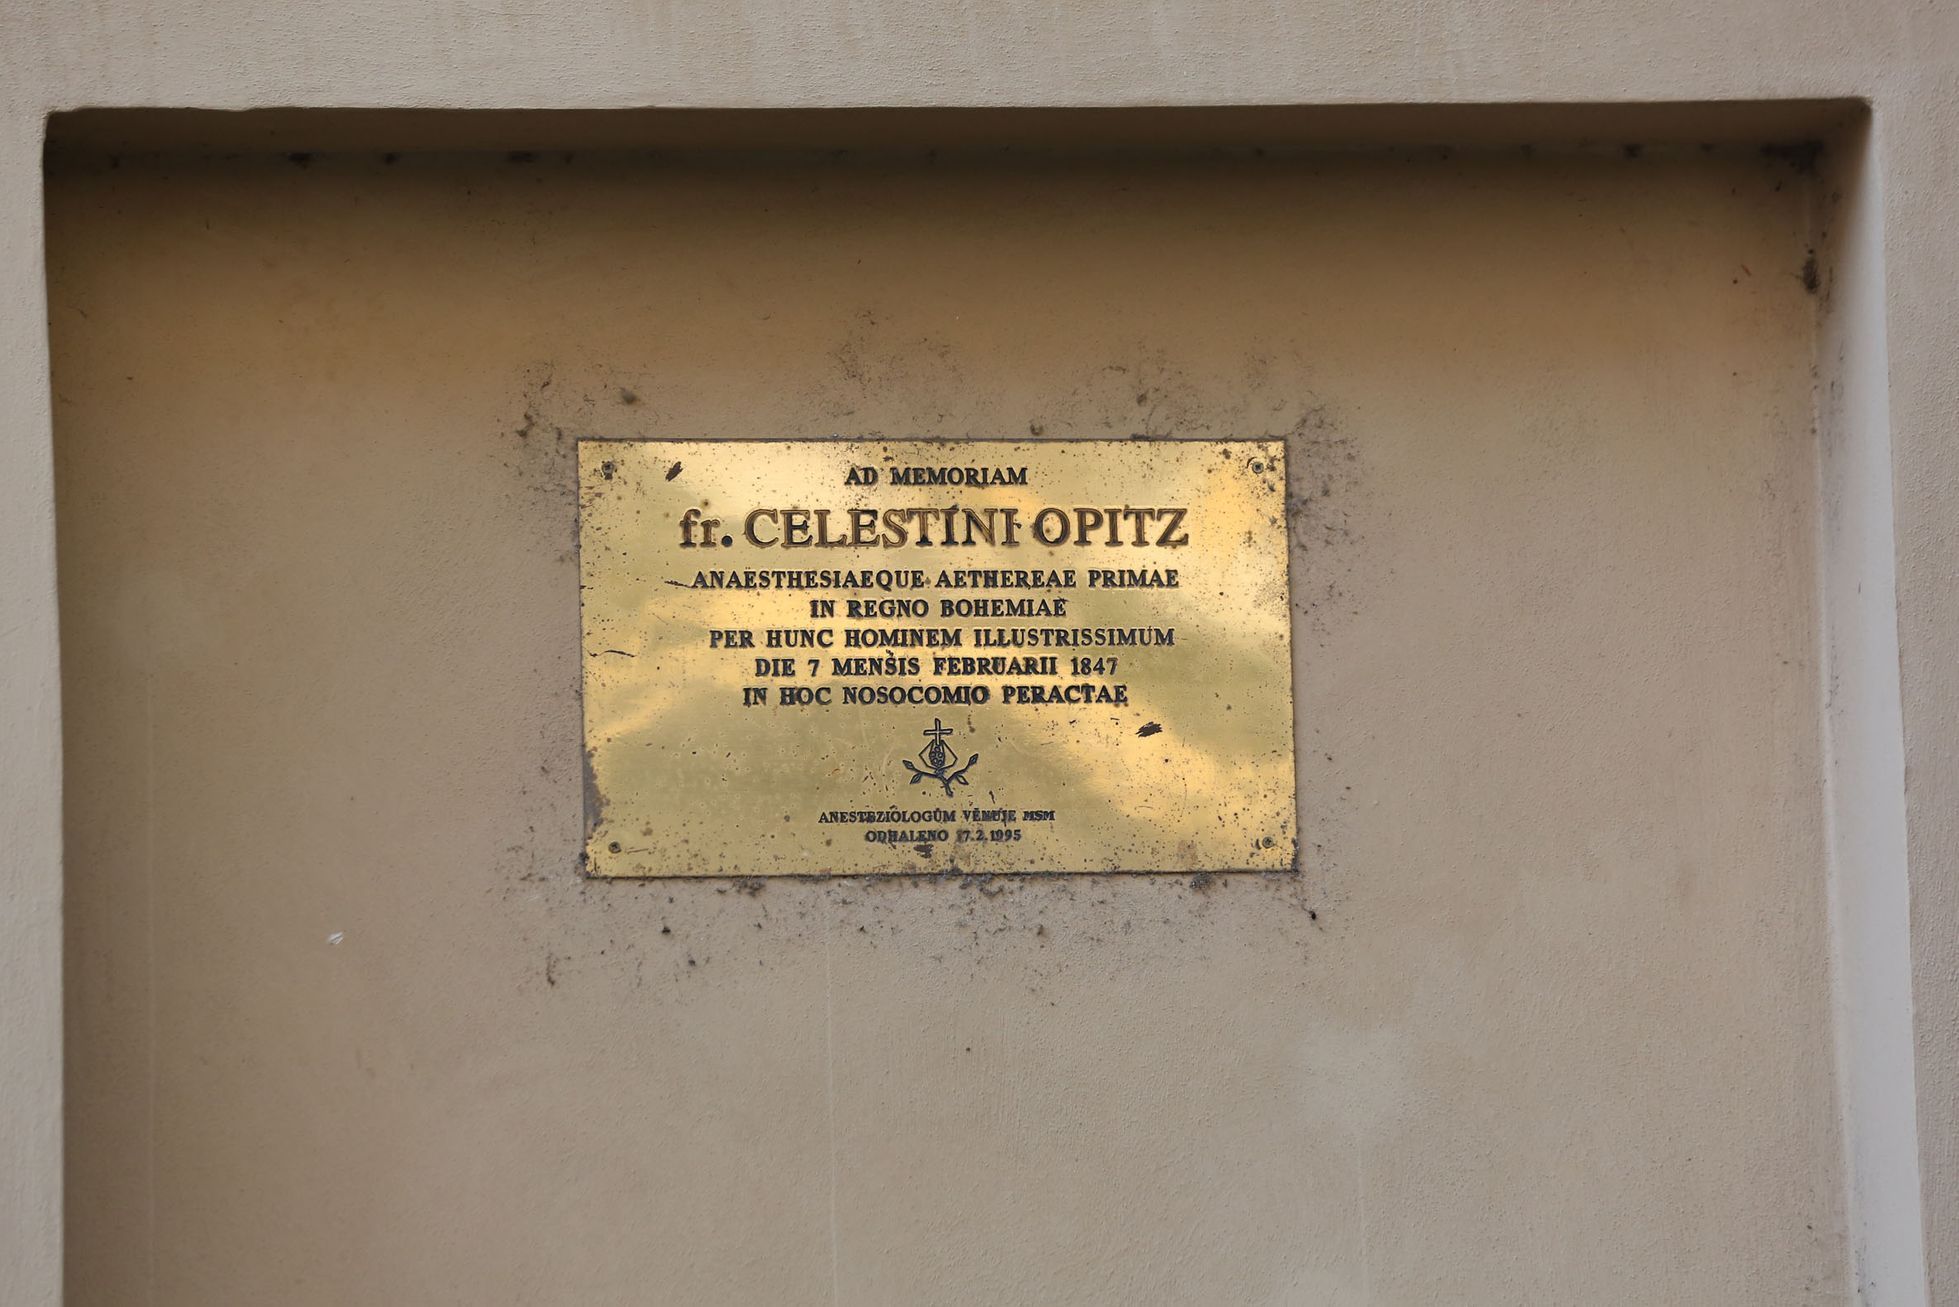 AD MEMORIAM
fr. CELESTINI OPITZ
ANAESTHESIAEQUE AETHEREAE PRIMAE
IN REGNO BOHEMIAE
PER HUNC HOMINEM ILLUSTRISSIMUM
DIE 7 MENSIS FEBRUARII 1847
IN HOC NOSOCOMIO PERACTAE
ANESTEZIOLOGŮM VĚNUJE MSM
ODHALENO 17.2.1995